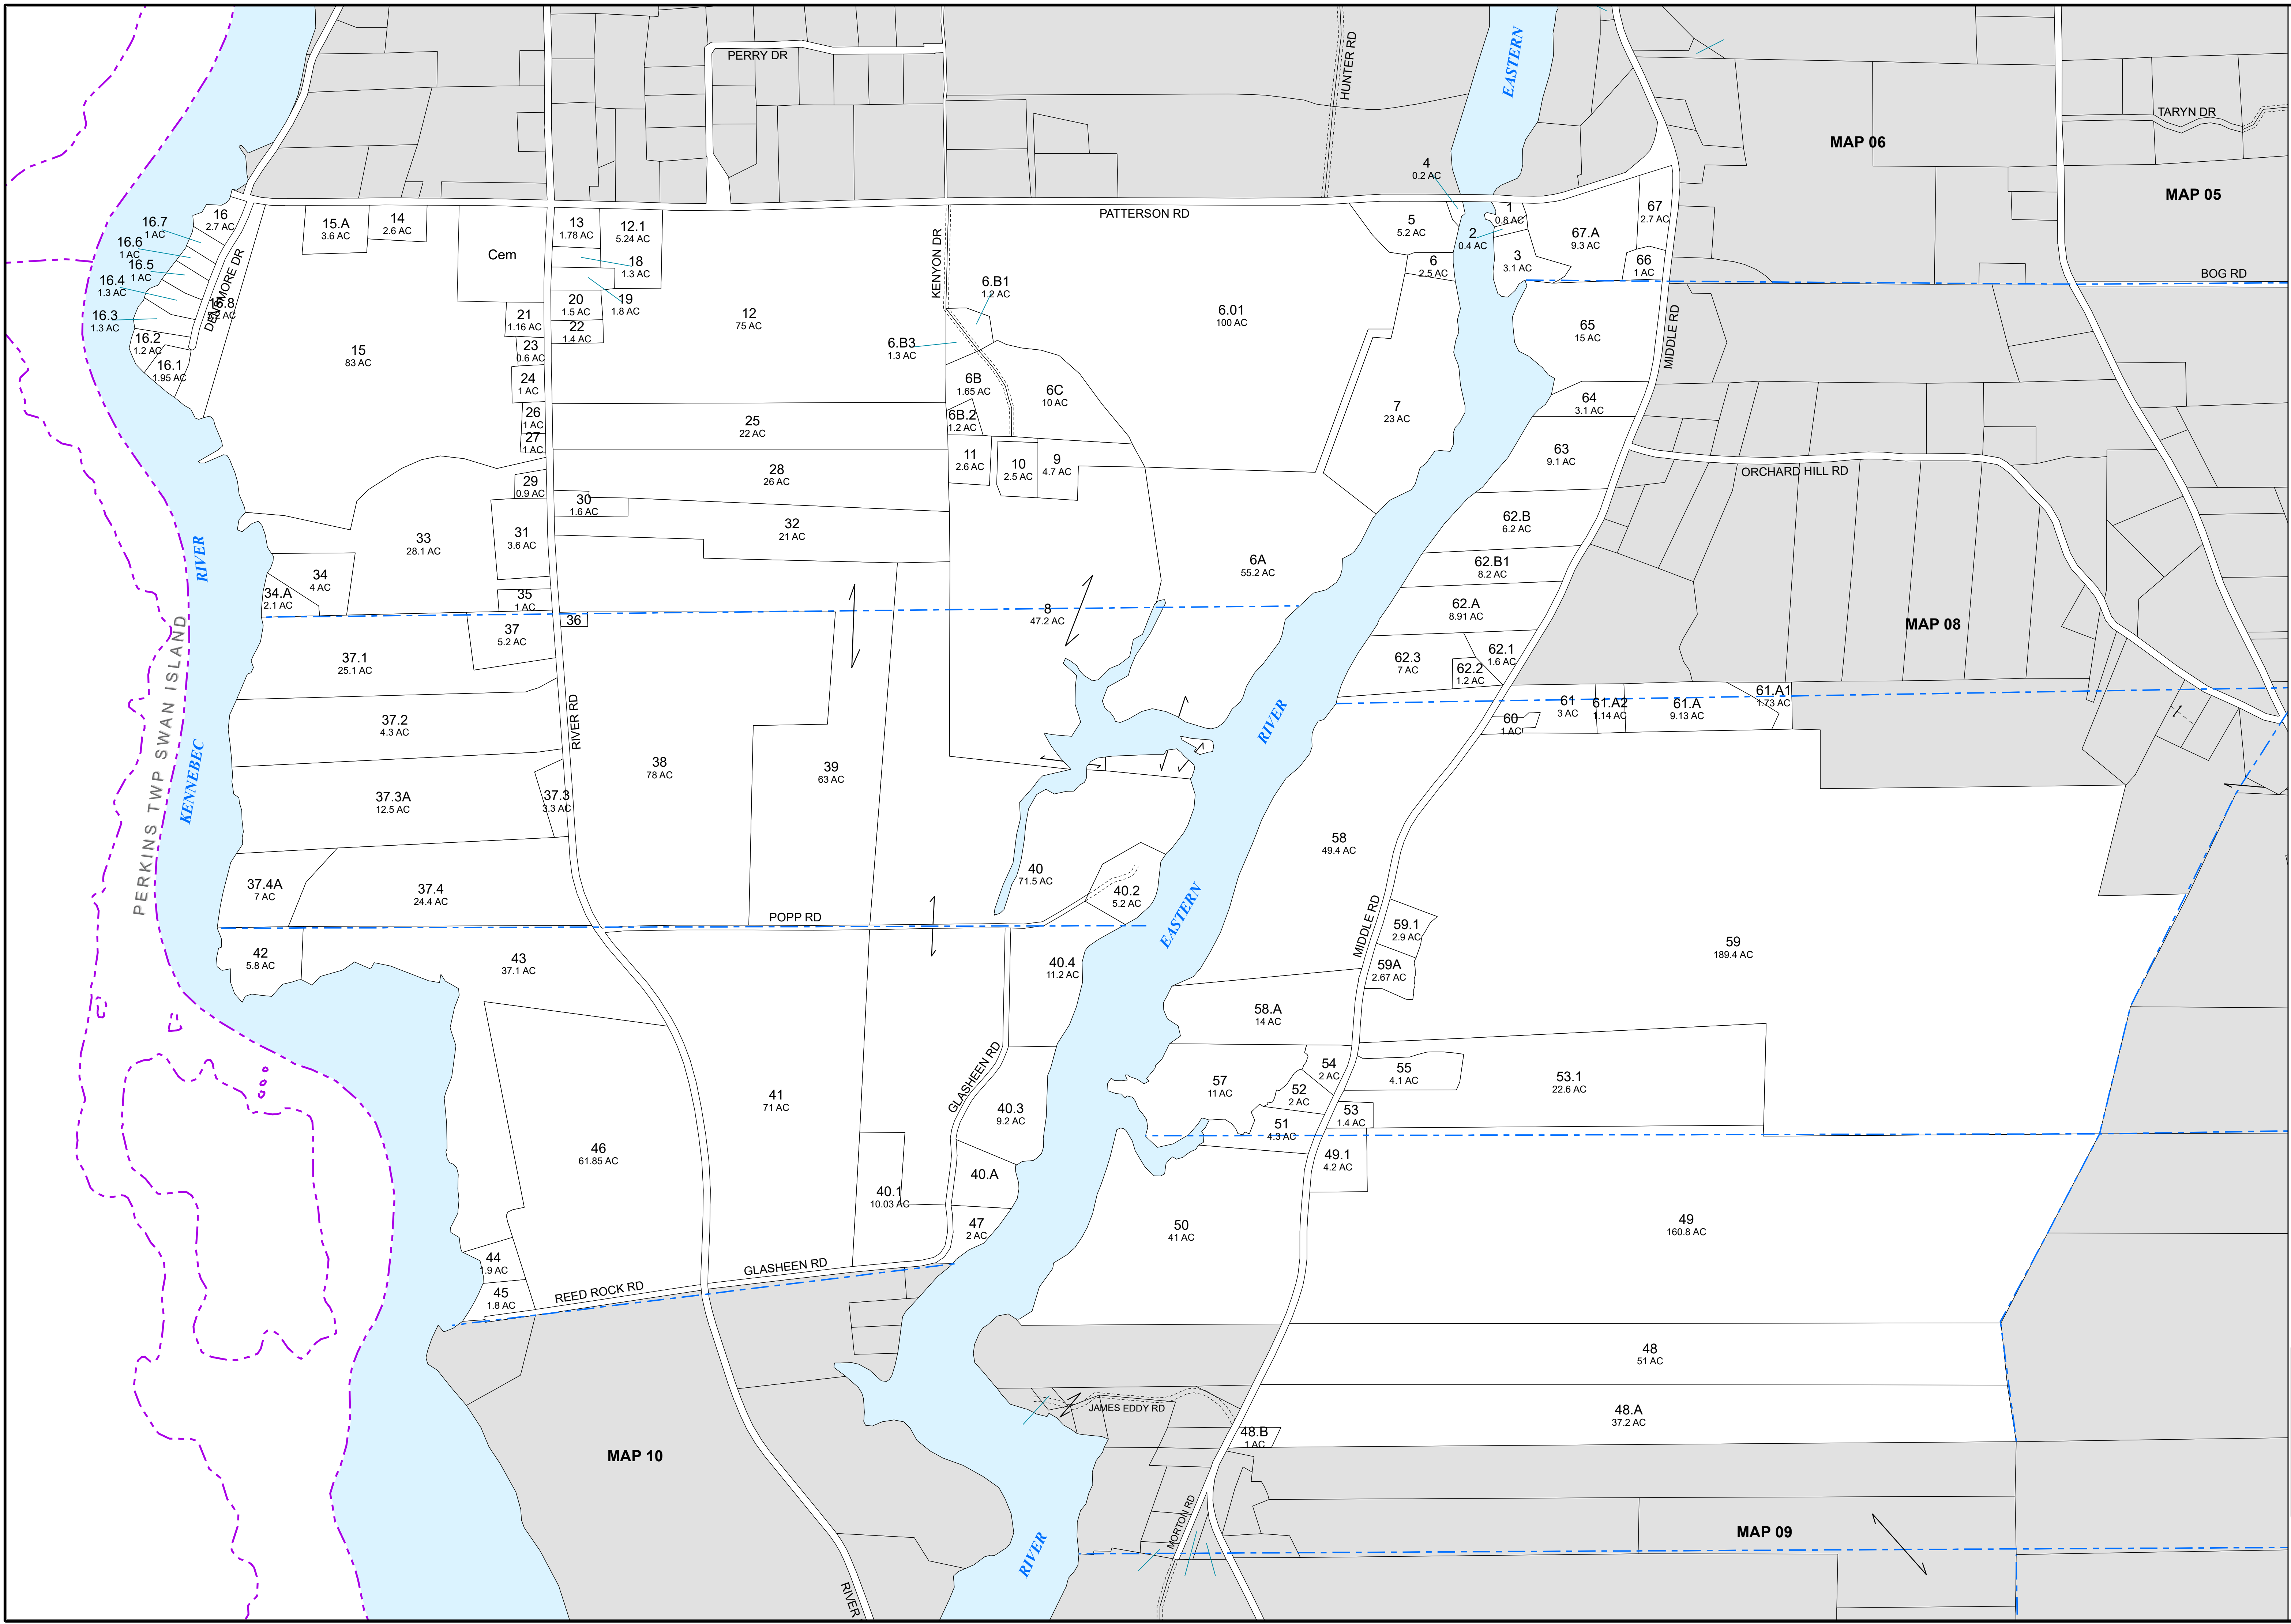 PERRY DR
HUNTER RD
EASTERN
TARYN DR
MAP 06
MAP 05
4
0.2 AC
16.7
1 AC
16
2.7 AC
15.A
3.6 AC
14
2.6 AC
Cem
13
1.78 AC
12.1
5.24 AC
PATTERSON RD
5
5.2 AC
1
0.8 AC
2
0.4 AC
67
2.7 AC
67.A
9.3 AC
16.6
1 AC
16.5
1 AC
16.4
1.3 AC
16.3
1.3 AC
16.2
1.2 AC
16.1
1.95 AC
DENSMORE DR
18
1.3 AC
19
1.8 AC
20
1.5 AC
22
1.4 AC
21
1.16 AC
23
0.6 AC
24
1 AC
26
1 AC
27
1 AC
KENYON DR
6.B1
1.2 AC
6.B3
1.3 AC
6.01
100 AC
6
2.5 AC
3
3.1 AC
66
1 AC
BOG RD
15
83 AC
12
75 AC
65
15 AC
MIDDLE RD
6B
1.65 AC
6C
10 AC
6B.2
1.2 AC
7
23 AC
64
3.1 AC
25
22 AC
63
9.1 AC
11
2.6 AC
10
2.5 AC
9
4.7 AC
ORCHARD HILL RD
28
26 AC
29
0.9 AC
30
1.6 AC
31
3.6 AC
32
21 AC
33
28.1 AC
62.B
6.2 AC
RIVER
34
4 AC
34.A
2.1 AC
35
1 AC
36
6A
55.2 AC
62.B1
8.2 AC
62.A
8.91 AC
8
47.2 AC
MAP 08
37
5.2 AC
37.1
25.1 AC
62.3
7 AC
62.1
1.6 AC
62.2
1.2 AC
61
3 AC
61.A2
1.14 AC
61.A
9.13 AC
61.A1
1.73 AC
60
1 AC
PERKINS TWP SWAN ISLAND
KENNEBEC
37.2
4.3 AC
RIVER RD
RIVER
38
78 AC
39
63 AC
37.3A
12.5 AC
37.3
3.3 AC
58
49.4 AC
40
71.5 AC
40.2
5.2 AC
37.4A
7 AC
37.4
24.4 AC
POPP RD
EASTERN
MIDDLE RD
59.1
2.9 AC
59
189.4 AC
42
5.8 AC
43
37.1 AC
40.4
11.2 AC
59A
2.67 AC
58.A
14 AC
GLASHEEN RD
54
2 AC
55
4.1 AC
53.1
22.6 AC
57
11 AC
52
2 AC
41
71 AC
40.3
9.2 AC
53
1.4 AC
51
4.3 AC
46
61.85 AC
49.1
4.2 AC
40.A
40.1
10.03 AC
47
2 AC
50
41 AC
49
160.8 AC
44
1.9 AC
45
1.8 AC
REED ROCK RD
GLASHEEN RD
48
51 AC
48.A
37.2 AC
JAMES EDDY RD
48.B
1 AC
MAP 10
MORTON RD
MAP 09
RIVER
RIVER